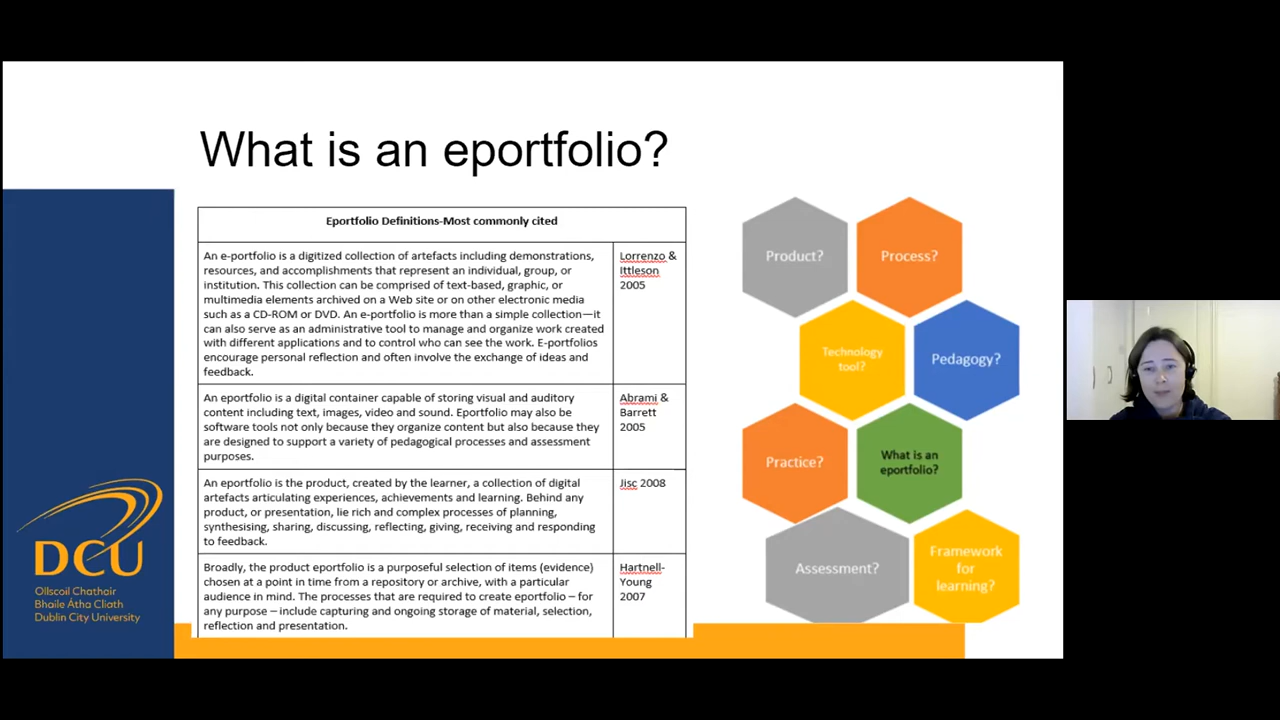 What is an eportfolio?
Eportfolio Definitions-Most commonly cited
An e-portfolio is a digitized collection of artefacts including demonstrations,
resources, and accomplishments that represent an individual, group, or
institution. This collection can be comprised of text-based, graphic, or
multimedia elements archived on a Web site or on other electronic media
such as a CD-ROM or DVD. An e-portfolio is more than a simple collection—it
can also serve as an administrative tool to manage and organize work created
with different applications and to control who can see the work. E-portfolios
encourage personal reflection and often involve the exchange of ideas and
feedback.
Lorrenzo &
Ittleson
2005
An eportfolio is a digital container capable of storing visual and auditory
content including text, images, video and sound. Eportfolio may also be
software tools not only because they organize content but also because they
are designed to support a variety of pedagogical processes and assessment
purposes.
Abrami &
Barrett
2005
An eportfolio is the product, created by the learner, a collection of digital
artefacts articulating experiences, achievements and learning. Behind any
product, or presentation, lie rich and complex processes of planning,
synthesising, sharing, discussing, reflecting, giving, receiving and responding
to feedback.
Jisc 2008
Broadly, the product eportfolio is a purposeful selection of items (evidence)
chosen at a point in time from a repository or archive, with a particular
audience in mind. The processes that are required to create eportfolio – for
any purpose – include capturing and ongoing storage of material, selection,
reflection and presentation.
Hartnell-
Young
2007
Product?
Process?
Technology
tool?
Pedagogy?
Practice?
What is an
eportfolio?
Assessment?
Framework
for
learning?
DCU
Ollscoil Chathair
Bhaile Átha Cliath
Dublin City University